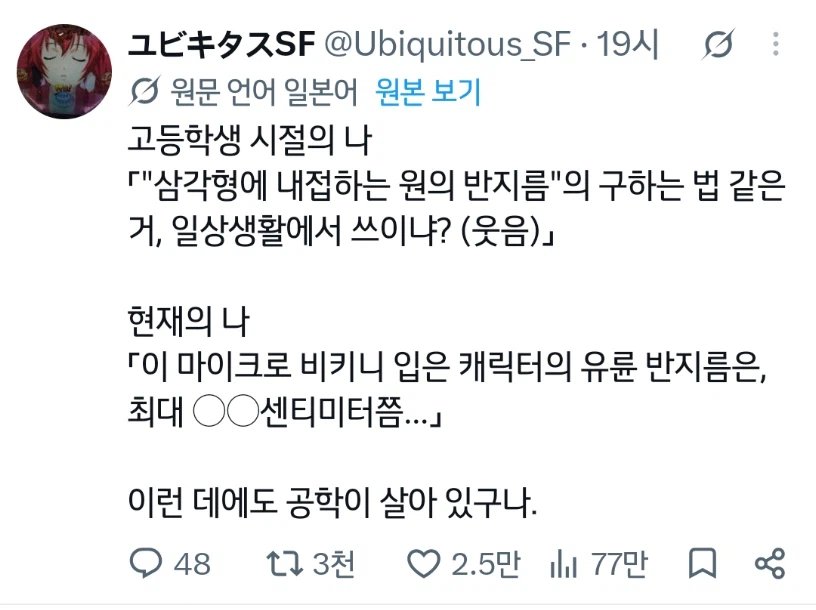 ユビキタスSF @Ubiquitous_SF · 19시
원문 언어 일본어 원본 보기
고등학생 시절의 나
「"삼각형에 내접하는 원의 반지름"의 구하는 법 같은
거, 일상생활에서 쓰이냐? (웃음)」
현재의 나
「이 마이크로 비키니 입은 캐릭터의 유륜 반지름은,
최대 ◯◯센티미터쯤...」
이런 데에도 공학이 살아 있구나.
48 3천 2.5만 77만